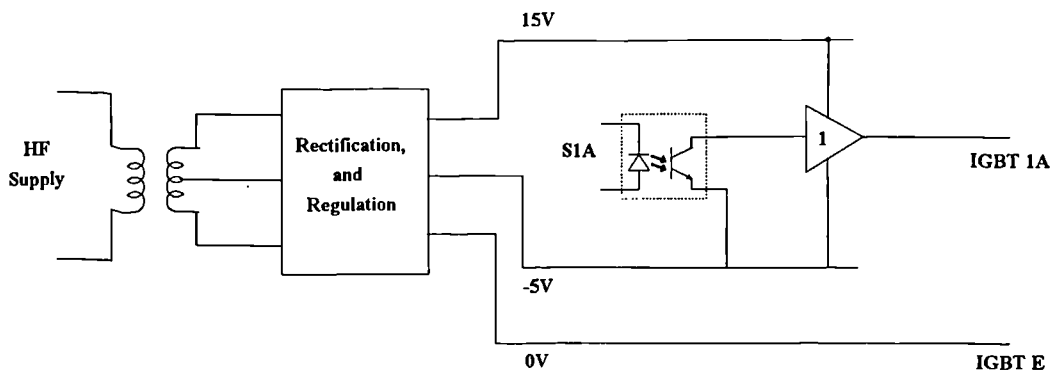 15V
HF
Supply
Rectification,
and
Regulation
S1A
1
IGBT 1A
-5V
0V
IGBT E